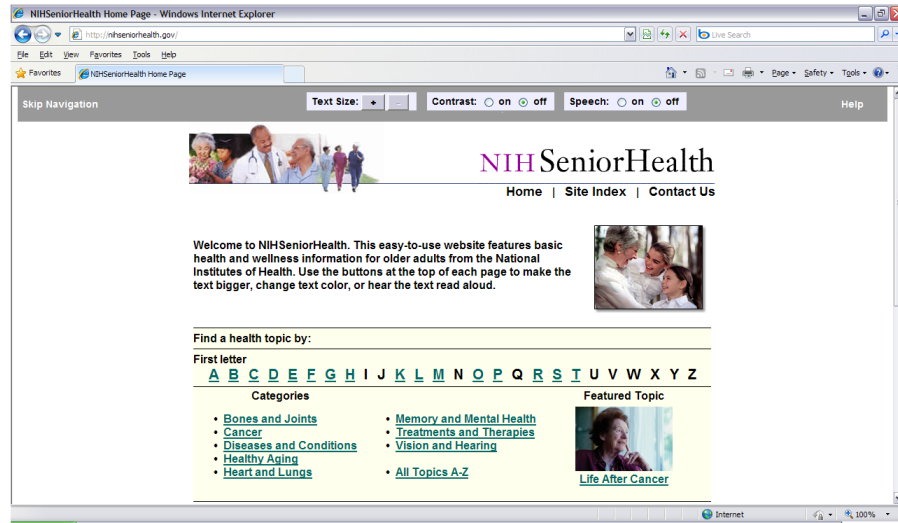 NIHSeniorHealth Home Page - Windows Internet Explorer
http://nihseniorhealth.gov/
Live Search
File Edit View Favorites Tools Help
Favorites NIHSeniorHealth Home Page
Page Safety Tools
Skip Navigation
Text Size: + -
Contrast: on off
Speech: on off
Help
NIH SeniorHealth
Home | Site Index | Contact Us
Welcome to NIHSeniorHealth. This easy-to-use website features basic
health and wellness information for older adults from the National
Institutes of Health. Use the buttons at the top of each page to make the
text bigger, change text color, or hear the text read aloud.
Find a health topic by:
First letter
A B C D E F G H I J K L M N O P Q R S T U V W X Y Z
Categories
• Bones and Joints
• Cancer
• Diseases and Conditions
• Healthy Aging
• Heart and Lungs
• Memory and Mental Health
• Treatments and Therapies
• Vision and Hearing
• All Topics A-Z
Featured Topic
Life After Cancer
Internet
100%